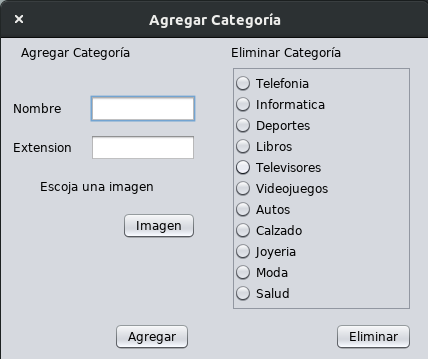 Agregar Categoría
Agregar Categoría
Nombre
Extension
Escoja una imagen
Imagen
Agregar
Eliminar Categoría
Telefonia
Informatica
Deportes
Libros
Televisores
Videojuegos
Autos
Calzado
Joyeria
Moda
Salud
Eliminar